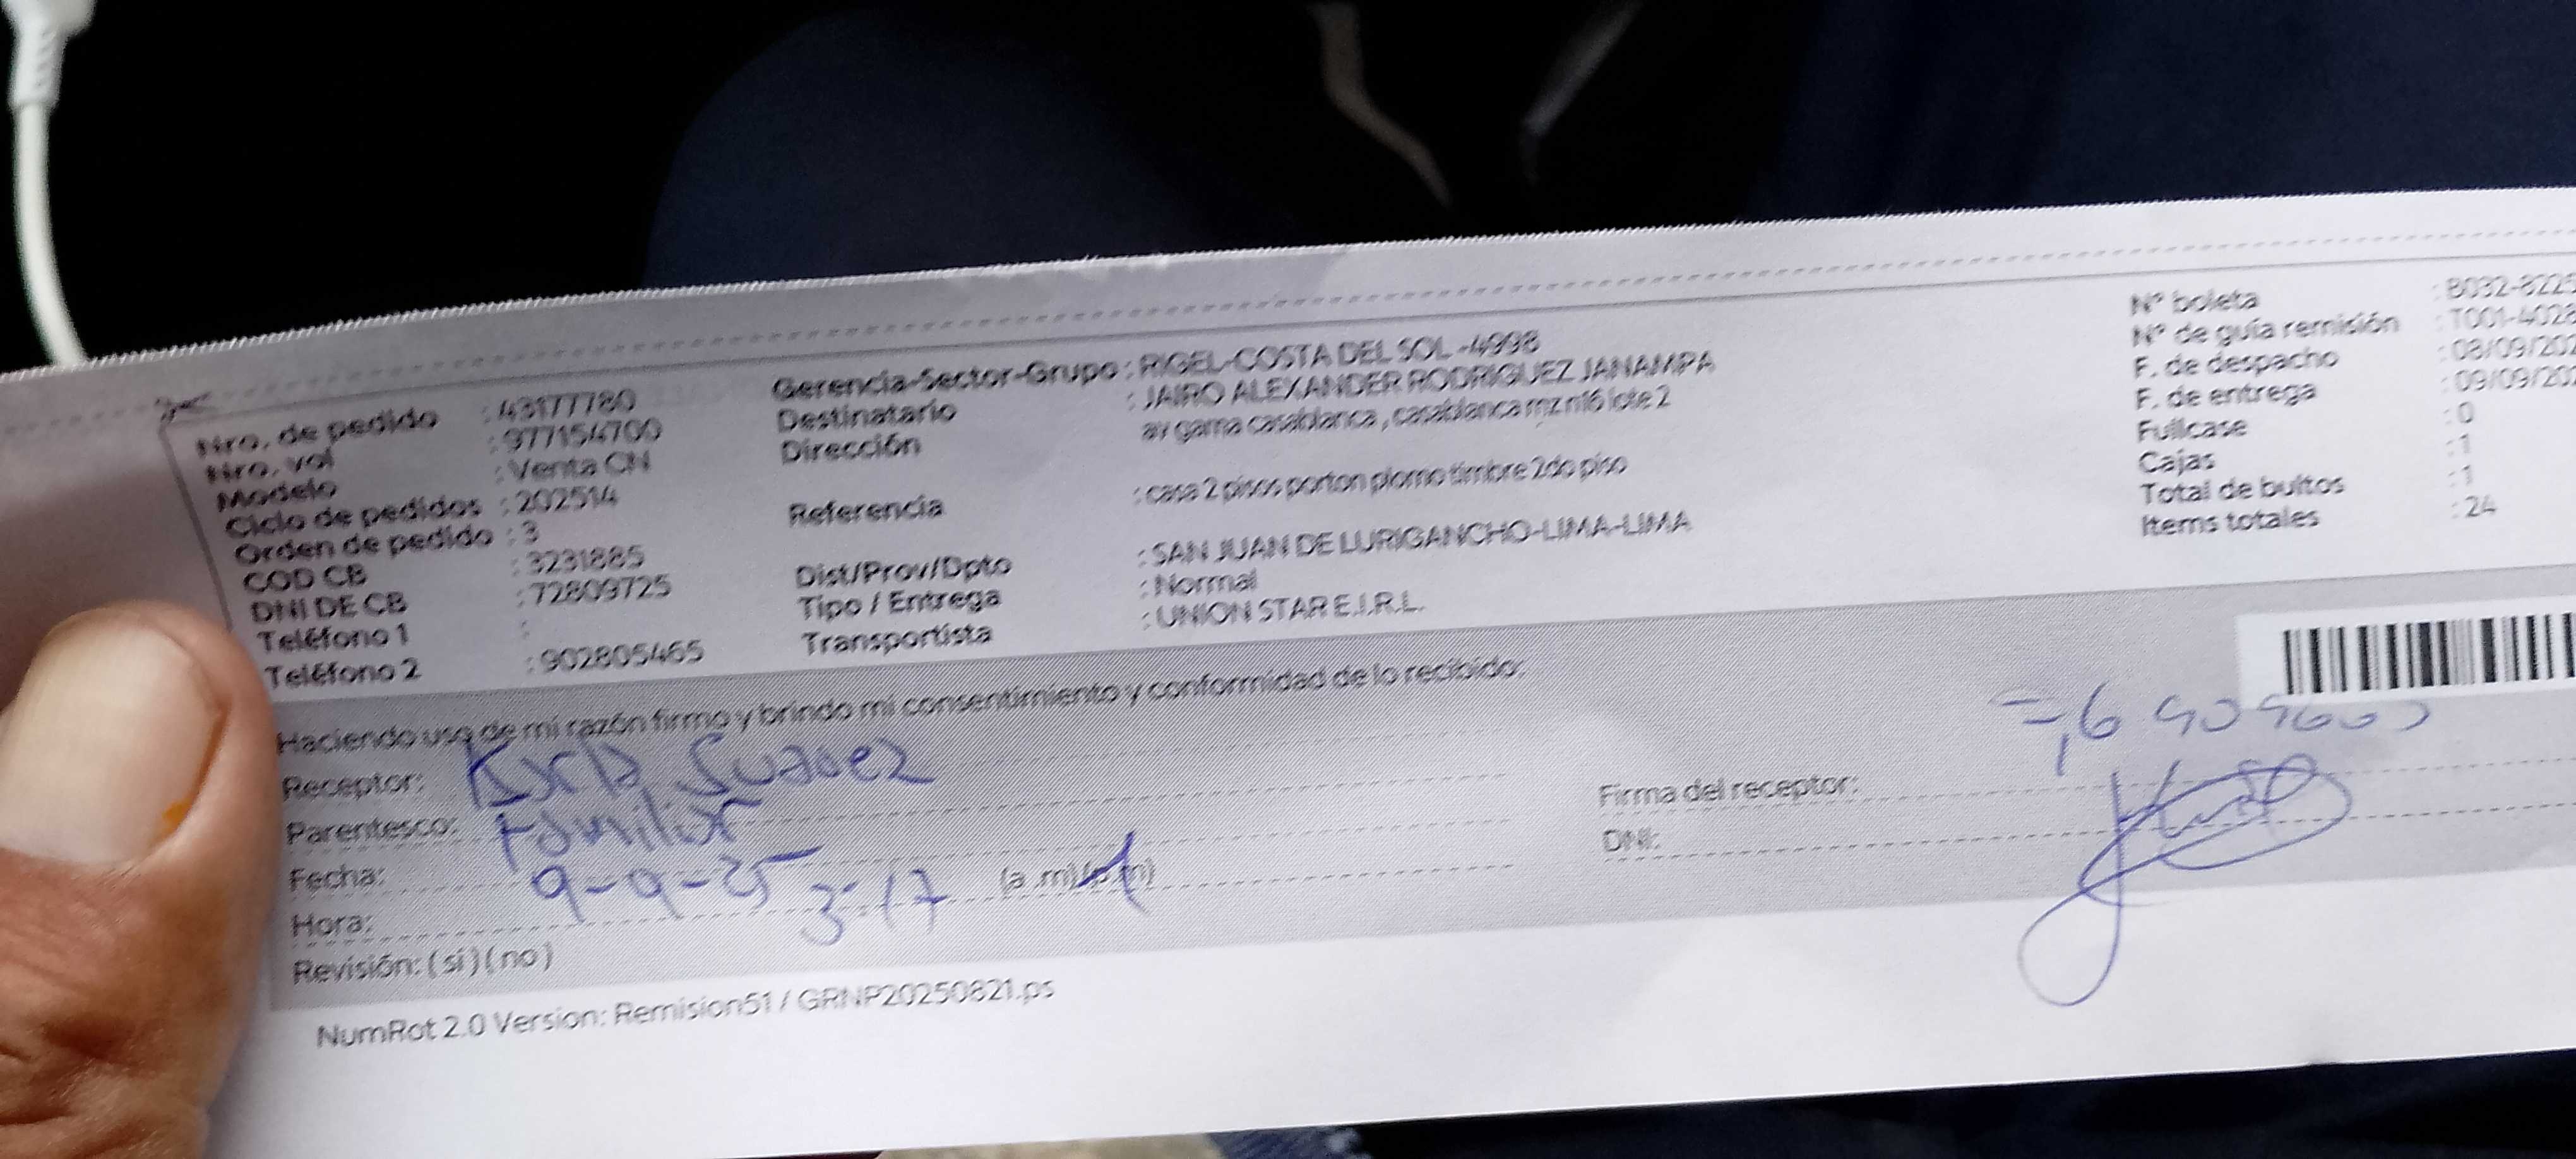 Nro. de pedido : 43177780
Nro. vol : 977154700
Modelo : Venta CN
Ciclo de pedidos : 202514
Orden de pedido : 3
COD CB : 3231885
DNI DE CB : 72809725
Teléfono 1 :
Teléfono 2 : 902805465
Gerencia-Sector-Grupo : RIGEL-COSTA DEL SOL -4998
Destinatario : JAIRO ALEXANDER RODRIGUEZ JANAMPA
Dirección : av gama casablanca , casablanca mz n16 lote 2
Referencia : casa 2 pisos porton plomo timbre 2do piso
Dist/Prov/Dpto : SAN JUAN DE LURIGANCHO-LIMA-LIMA
Tipo / Entrega : Normal
Transportista : UNION STAR E.I.R.L.
N° boleta : B032-8225
N° de guía remisión : T001-4028
F. de despacho : 08/09/202
F. de entrega : 09/09/202
Fullcase : 0
Cajas : 1
Total de bultos : 1
Items totales : 24
Haciendo uso de mi razón firmo y brindo mi consentimiento y conformidad de lo recibido:
Receptor: Karla Suarez
Parentesco: Familiar
Fecha: 9-9-25
Hora: 3:17 (a .m)(p.m)
Revisión: ( sí ) ( no )
Firma del receptor:
DNI:
NumRot 2.0 Version: Remision51 / GRNP20250821.ps